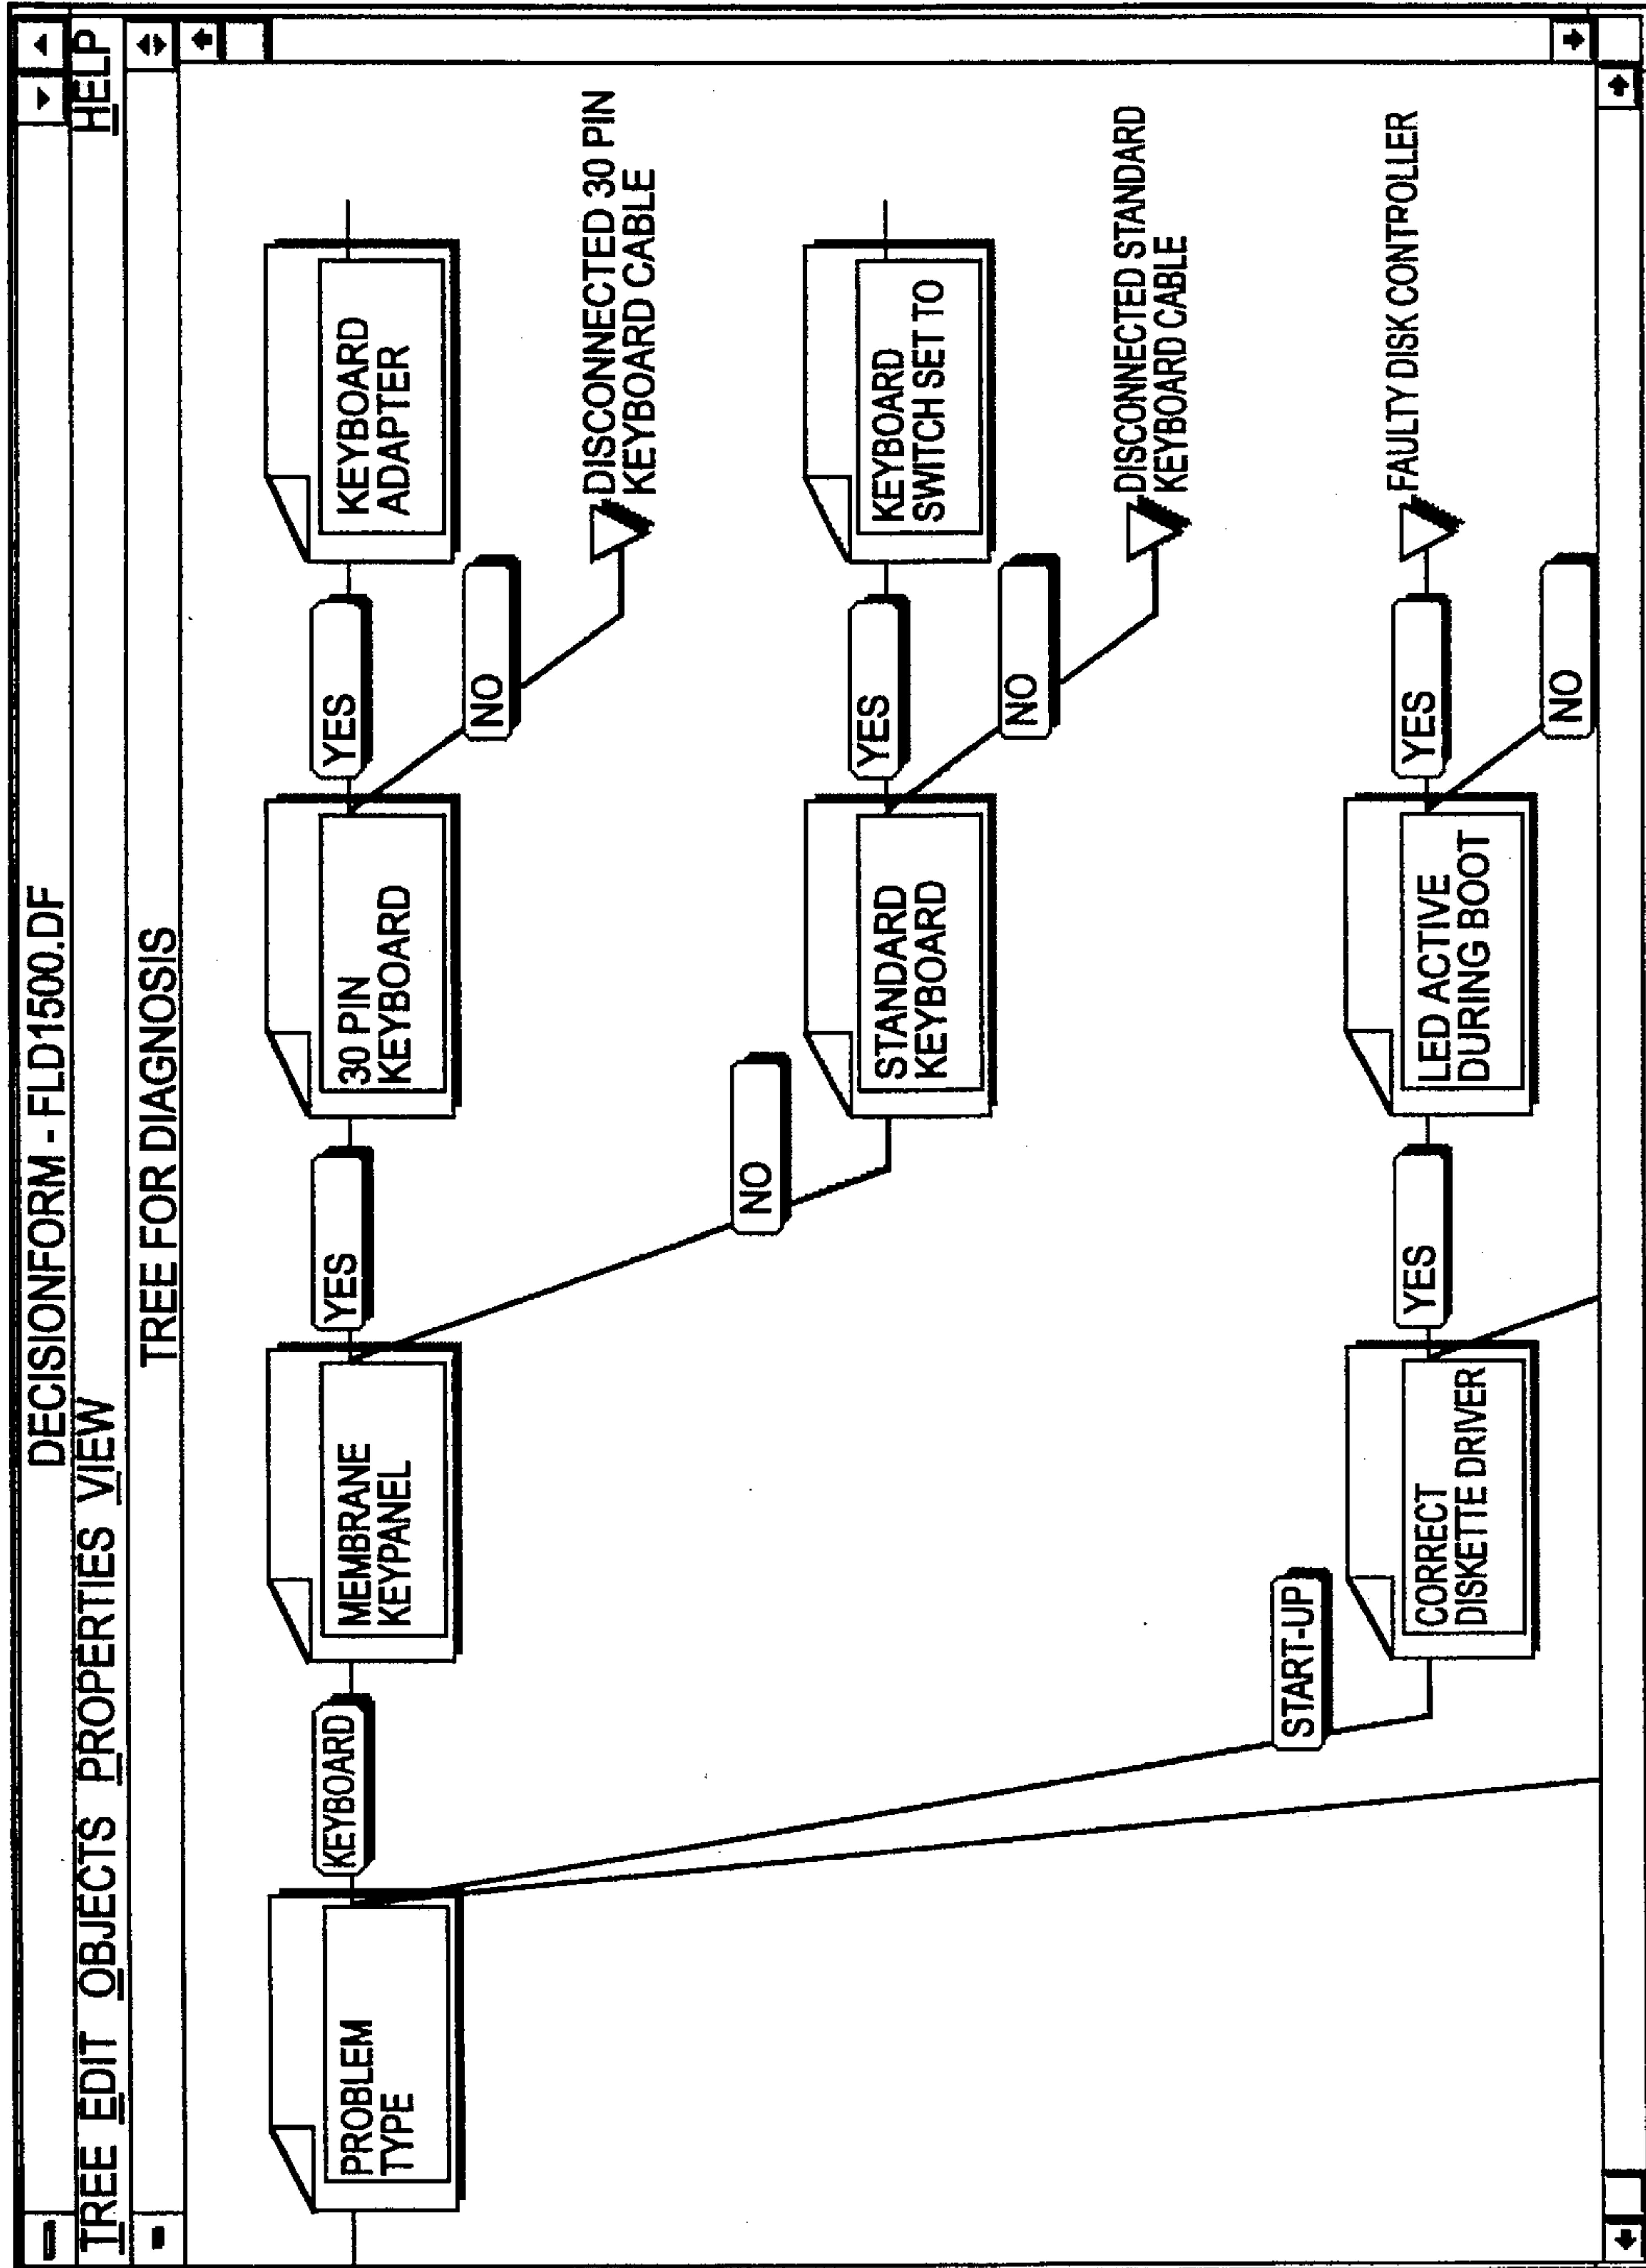 DECISIONFORM - FLD1500.DF
TREE EDIT OBJECTS PROPERTIES VIEW HELP
TREE FOR DIAGNOSIS
PROBLEM
TYPE
KEYBOARD
MEMBRANE
KEYPANEL
YES
30 PIN
KEYBOARD
YES
KEYBOARD
ADAPTER
NO
DISCONNECTED 30 PIN
KEYBOARD CABLE
NO
STANDARD
KEYBOARD
YES
KEYBOARD
SWITCH SET TO
NO
DISCONNECTED STANDARD
KEYBOARD CABLE
START-UP
CORRECT
DISKETTE DRIVER
YES
LED ACTIVE
DURING BOOT
YES
FAULTY DISK CONTROLLER
NO